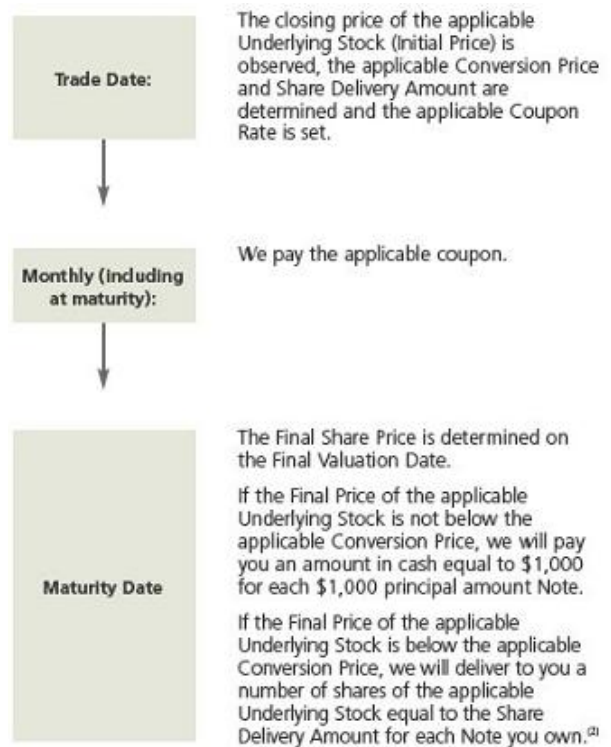 Trade Date:
The closing price of the applicable
Underlying Stock (Initial Price) is
observed, the applicable Conversion Price
and Share Delivery Amount are
determined and the applicable Coupon
Rate is set.
Monthly (including
at maturity):
We pay the applicable coupon.
Maturity Date
The Final Share Price is determined on
the Final Valuation Date.
If the Final Price of the applicable
Underlying Stock is not below the
applicable Conversion Price, we will pay
you an amount in cash equal to $1,000
for each $1,000 principal amount Note.
If the Final Price of the applicable
Underlying Stock is below the applicable
Conversion Price, we will deliver to you a
number of shares of the applicable
Underlying Stock equal to the Share
Delivery Amount for each Note you own.(2)